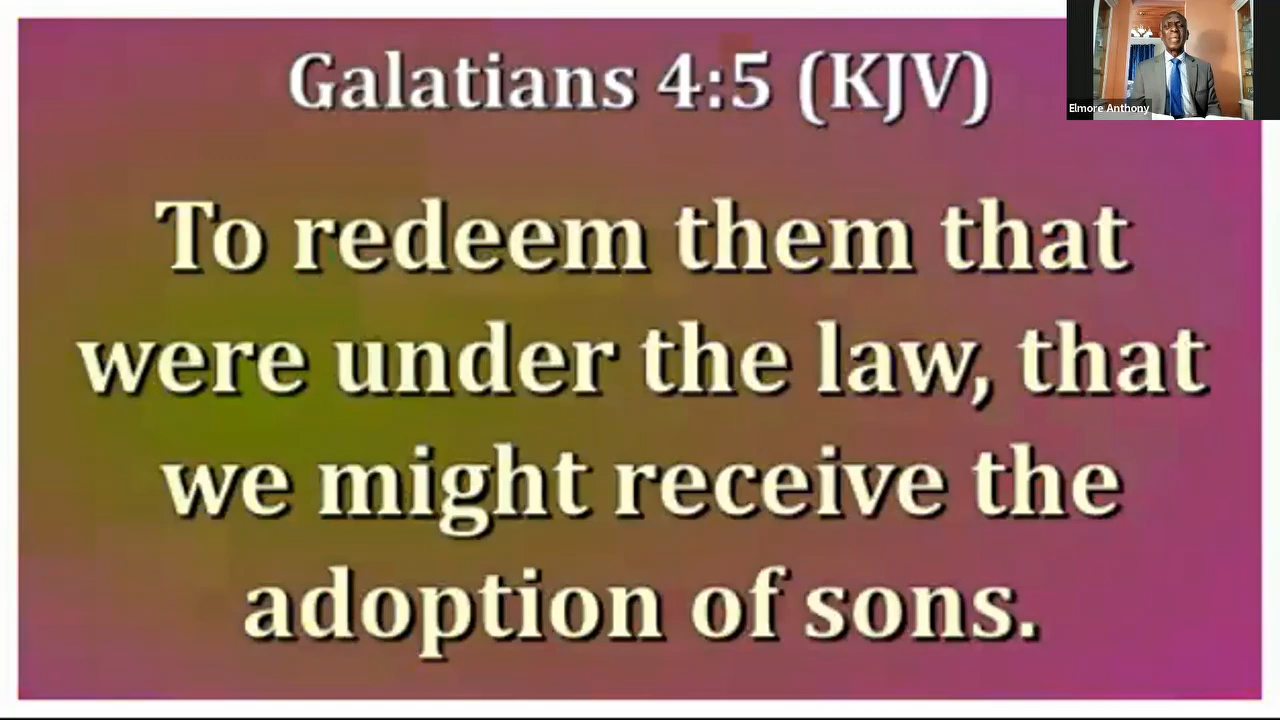 Galatians 4:5 (KJV)
Elmore Anthony
To redeem them that
were under the law, that
we might receive the
adoption of sons.